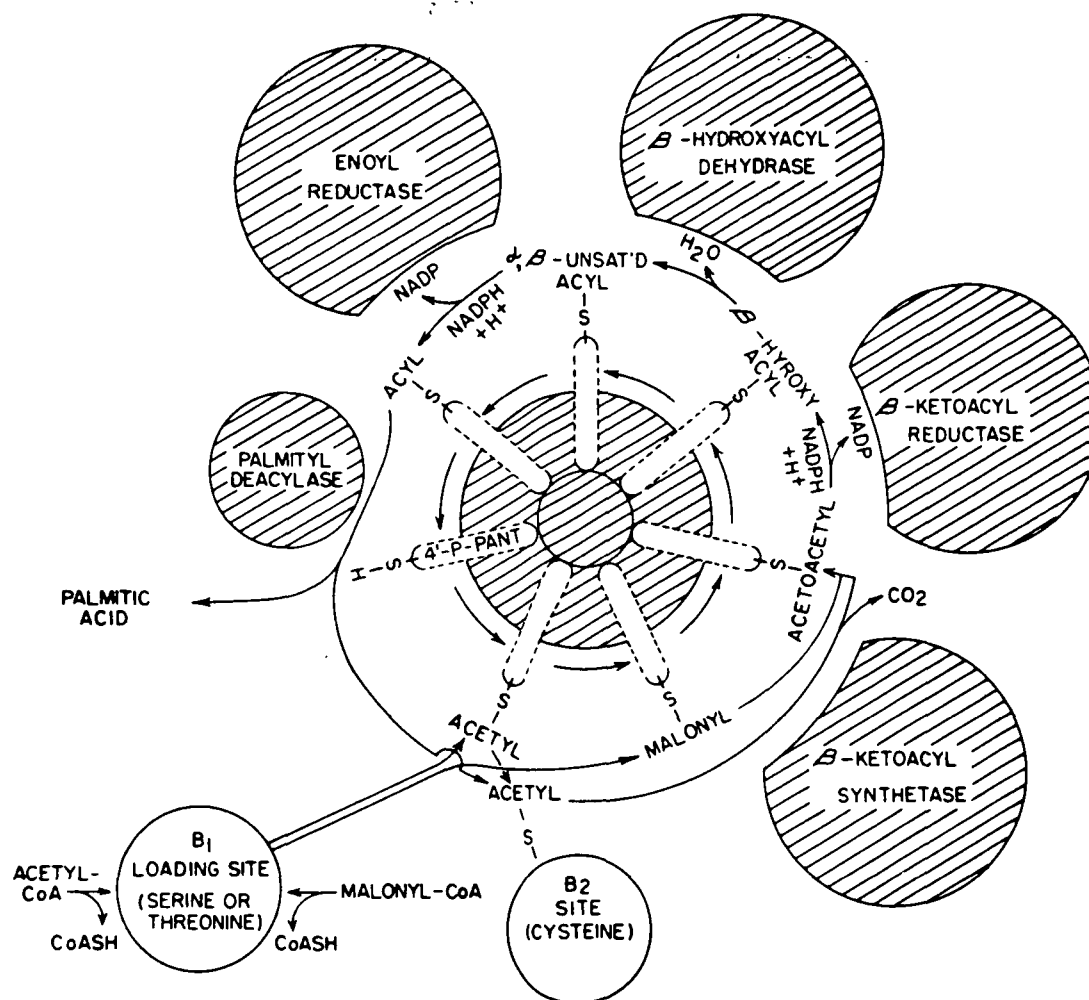 ENOYL
REDUCTASE
β-HYDROXYACYL
DEHYDRASE
H2O
α,β-UNSAT'D
ACYL
S
NADP
NADPH
+H+
ACYL
S
β-HYROXY
ACYL
S
β-KETOACYL
REDUCTASE
NADP
NADPH
+H+
PALMITYL
DEACYLASE
H-S-
4'-P-PANT
S
ACETOACETYL
PALMITIC
ACID
CO2
S
ACETYL
S
MALONYL
ACETYL
S
β-KETOACYL
SYNTHETASE
B1
LOADING SITE
(SERINE OR
THREONINE)
ACETYL-
CoA
CoASH
MALONYL-CoA
CoASH
B2
SITE
(CYSTEINE)